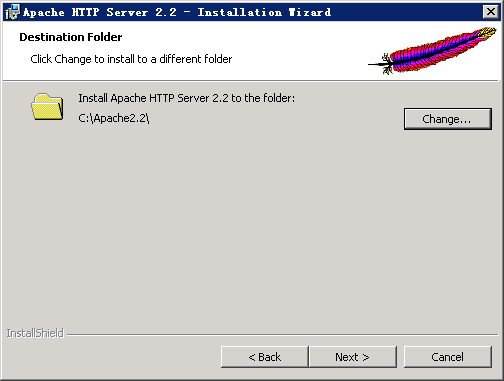 Apache HTTP Server 2.2 - Installation Wizard
Destination Folder
Click Change to install to a different folder
Install Apache HTTP Server 2.2 to the folder:
C:\Apache2.2\
Change...
InstallShield
< Back
Next >
Cancel